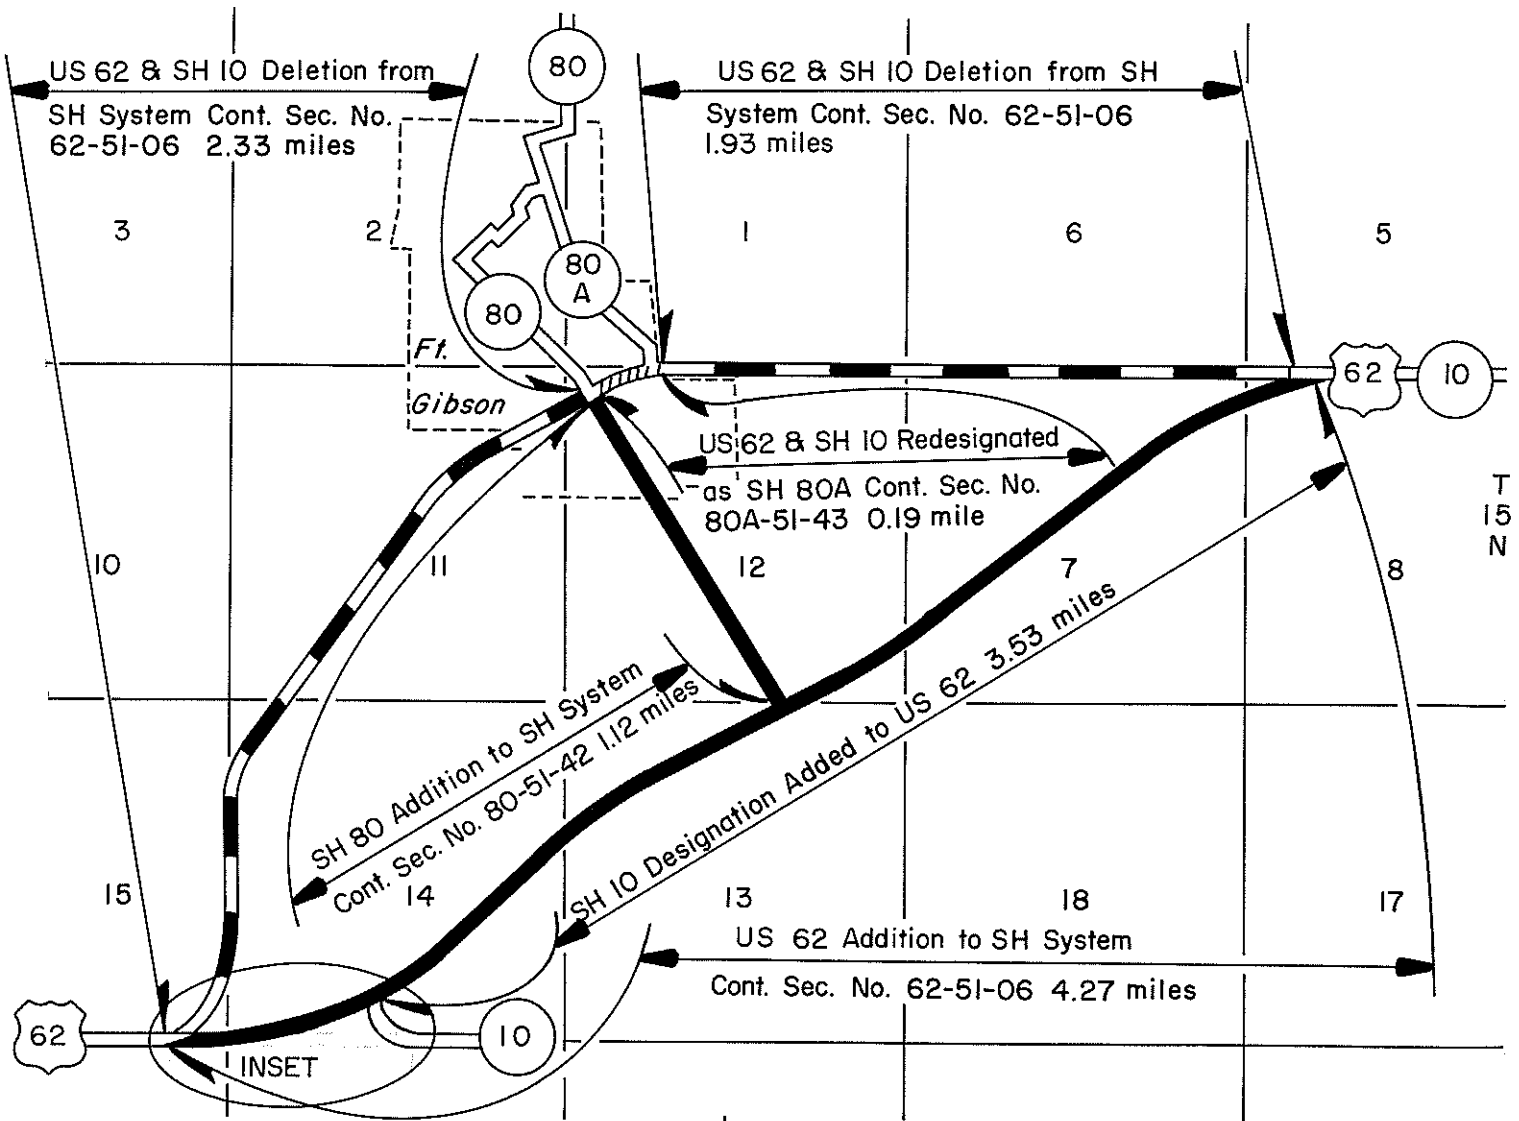 80
US 62 & SH 10 Deletion from
SH System Cont. Sec. No.
62-51-06 2.33 miles
US 62 & SH 10 Deletion from SH
System Cont. Sec. No. 62-51-06
1.93 miles
3
2
1
6
5
80
A
80
Ft.
Gibson
62
10
US 62 & SH 10 Redesignated
as SH 80A Cont. Sec. No.
80A-51-43 0.19 mile
T
15
N
10
11
12
7
8
SH 80 Addition to SH System
Cont. Sec. No. 80-51-42 1.12 miles
SH 10 Designation Added to US 62 3.53 miles
15
14
13
18
17
US 62 Addition to SH System
Cont. Sec. No. 62-51-06 4.27 miles
62
10
INSET